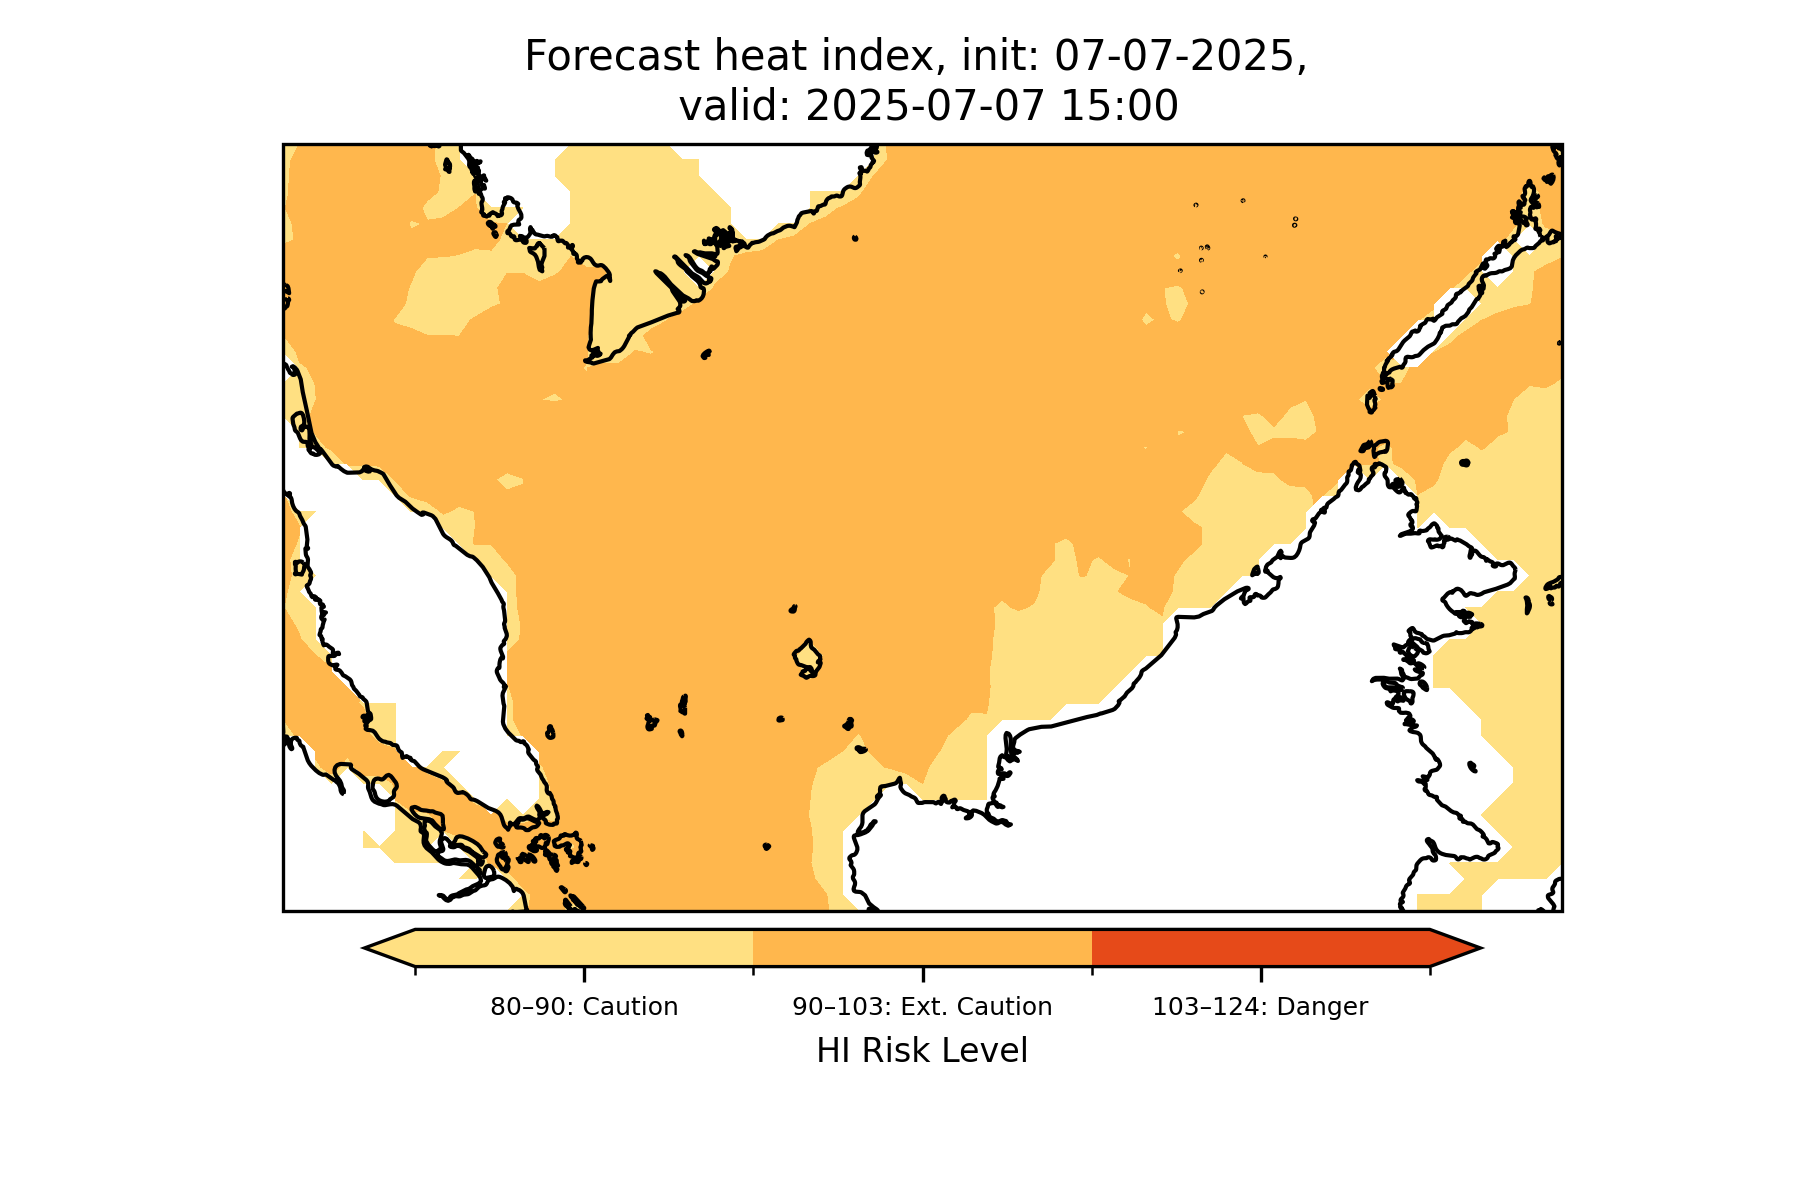 Forecast heat index, init: 07-07-2025,
valid: 2025-07-07 15:00
80–90: Caution
90–103: Ext. Caution
103–124: Danger
HI Risk Level